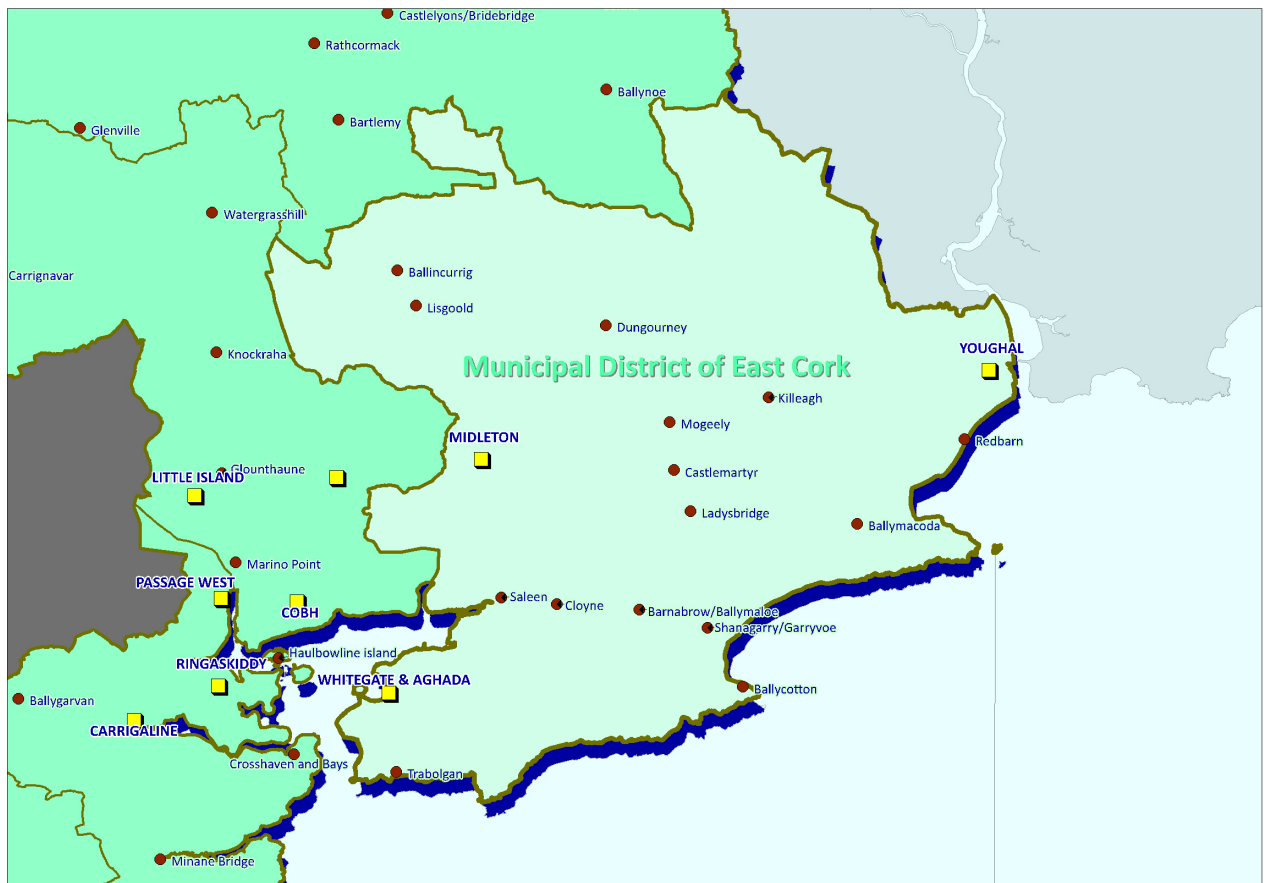 Castlelyons/Bridebridge
Rathcormack
Ballynoe
Bartlemy
Glenville
Watergrasshill
Carrignavar
Ballincurrig
Lisgoold
Dungourney
Knockraha
YOUGHAL
Municipal District of East Cork
Killeagh
Mogeely
MIDLETON
Redbarn
Glounthaune
LITTLE ISLAND
Castlemartyr
Ladysbridge
Ballymacoda
Marino Point
PASSAGE WEST
COBH
Saleen
Cloyne
Barnabrow/Ballymaloe
Shanagarry/Garryvoe
Haulbowline island
RINGASKIDDY
WHITEGATE & AGHADA
Ballycotton
Ballygarvan
CARRIGALINE
Crosshaven and Bays
Trabolgan
Minane Bridge